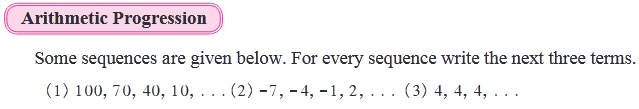 Arithmetic Progression
Some sequences are given below. For every sequence write the next three terms.
(1) 100, 70, 40, 10, . . . (2) -7, -4, -1, 2, . . . (3) 4, 4, 4, . . .